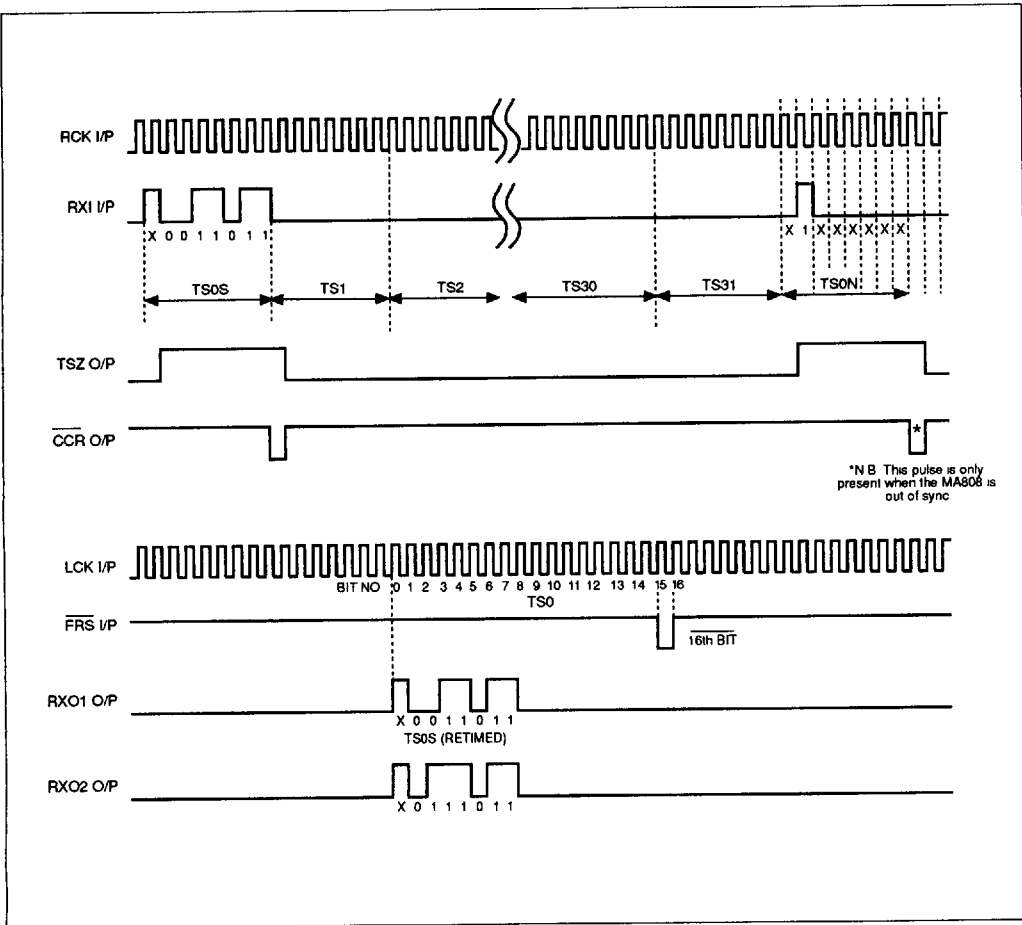 RCK I/P
RXI I/P
X 0 0 1 1 0 1 1
X 1 X X X X X X
TS0S TS1 TS2 TS30 TS31 TS0N
TSZ O/P
CCR O/P
*
*N B This pulse is only
present when the MA808 is
out of sync
LCK I/P
BIT NO 0 1 2 3 4 5 6 7 8 9 10 11 12 13 14 15 16
TS0
FRS I/P
16th BIT
RXO1 O/P
X 0 0 1 1 0 1 1
TS0S (RETIMED)
RXO2 O/P
X 0 1 1 1 0 1 1